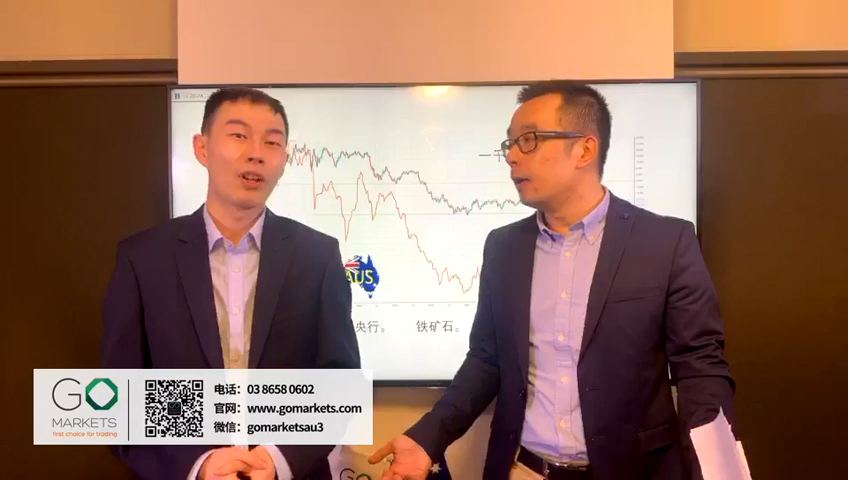 一千
AUS
央行。 铁矿石。
GO
MARKETS
first choice for trading
电话: 03 8658 0602
官网: www.gomarkets.com
微信: gomarketsau3
GO